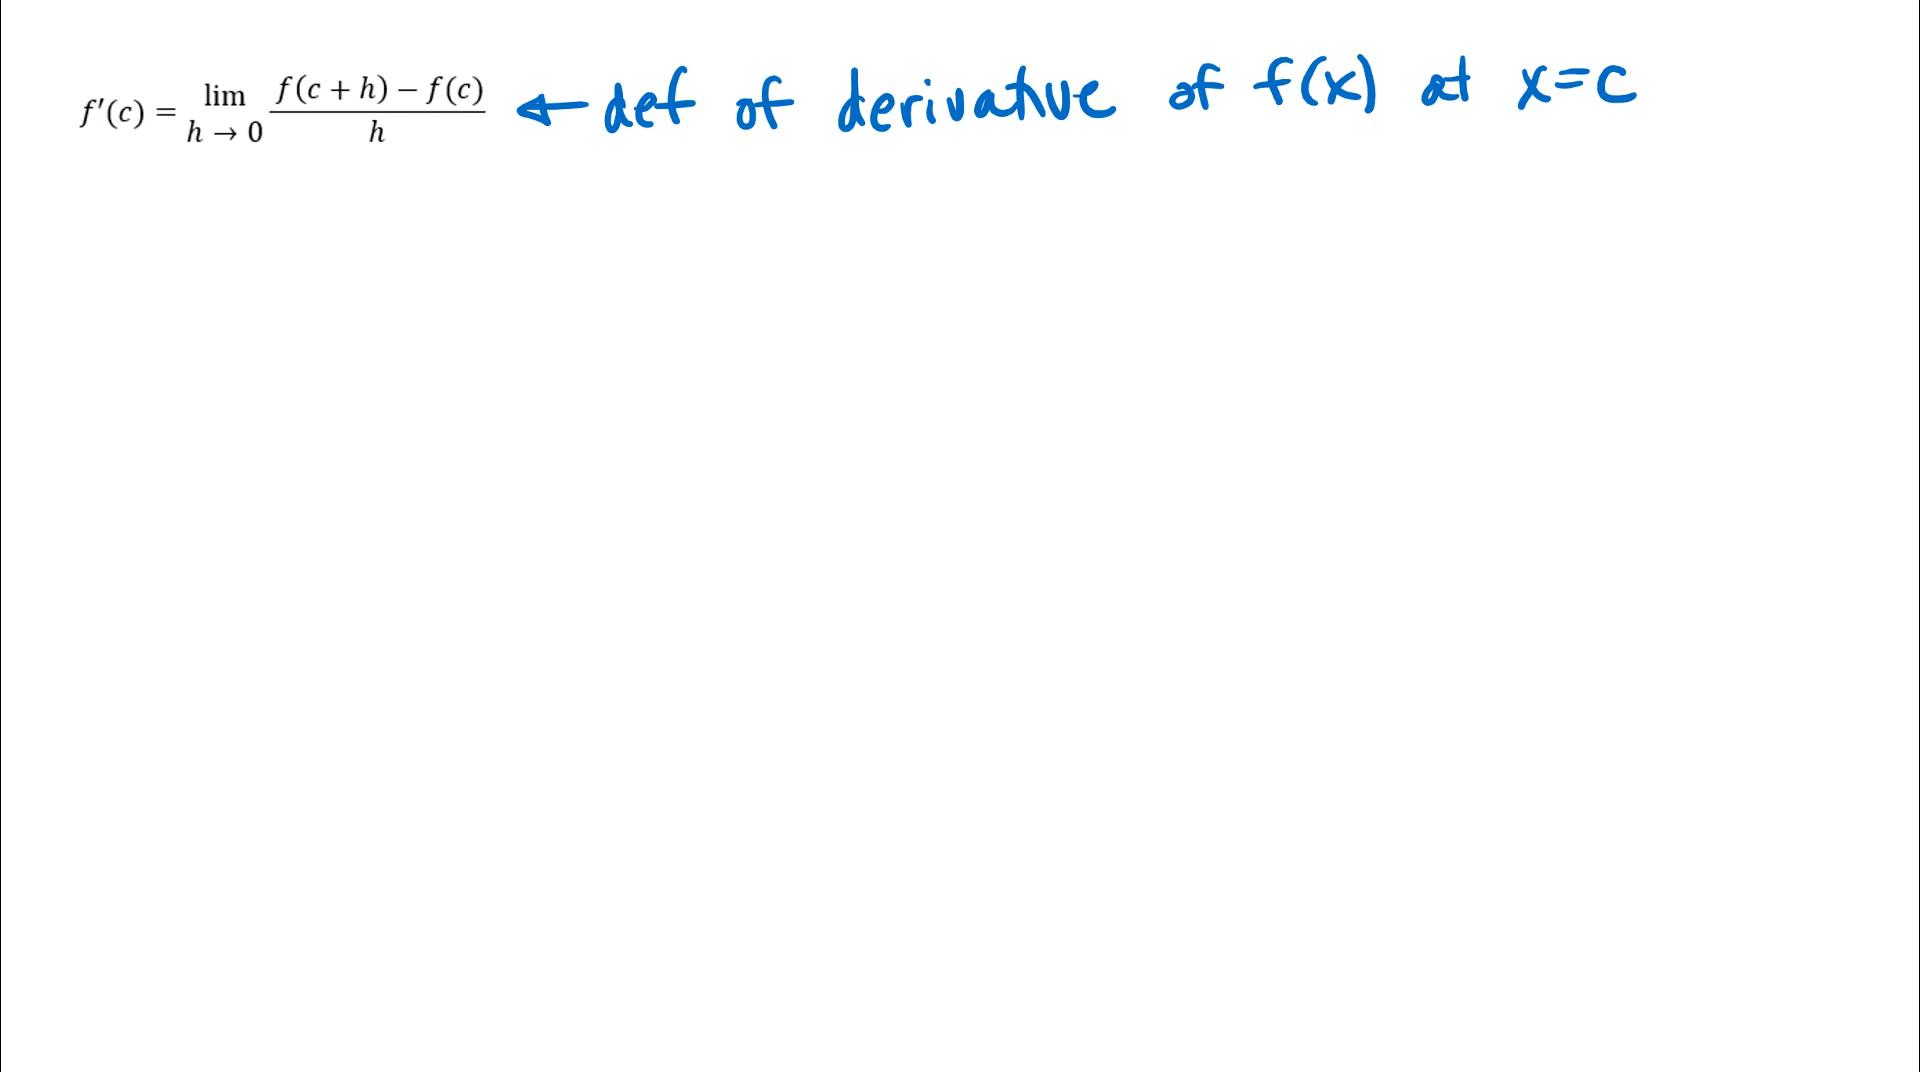 f'(c) = lim h → 0 f(c + h) − f(c) / h ← def of derivative of f(x) at x=c